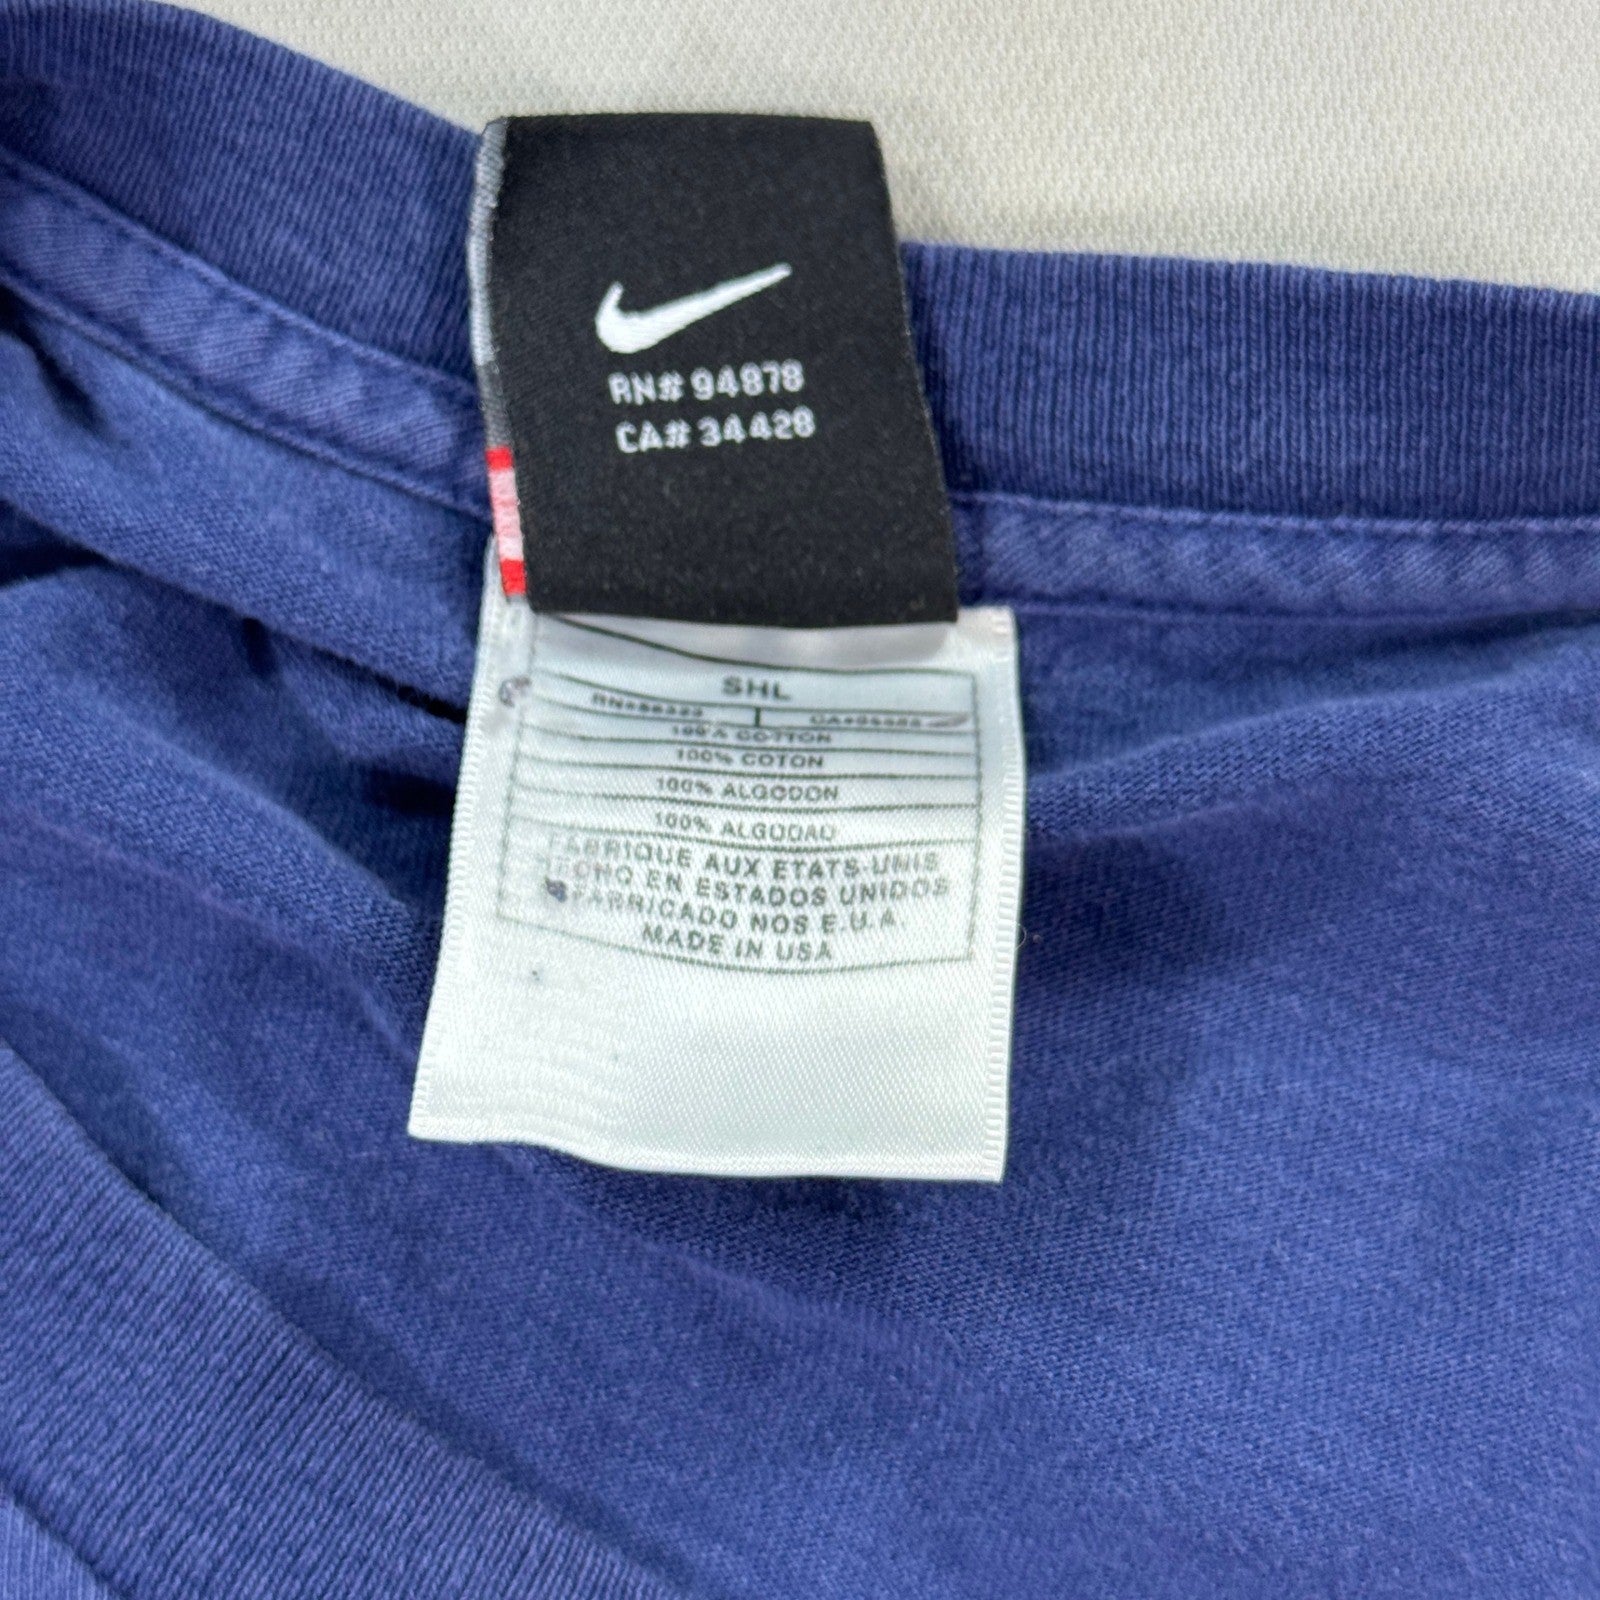 RN# 94878
CA# 34428
SHL
100% COTTON
100% COTON
100% ALGODON
100% ALGODAO
FABRIQUE AUX ETATS-UNIS
HECHO EN ESTADOS UNIDOS
FABRICADO NOS E.U.A.
MADE IN USA